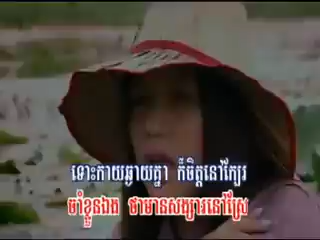 ទោះកាយឆ្ងាយគ្នា ក៏ចិត្តនៅក្បែរ
ចាំខ្លួនឯង ថាមានសង្សារនៅស្រែ